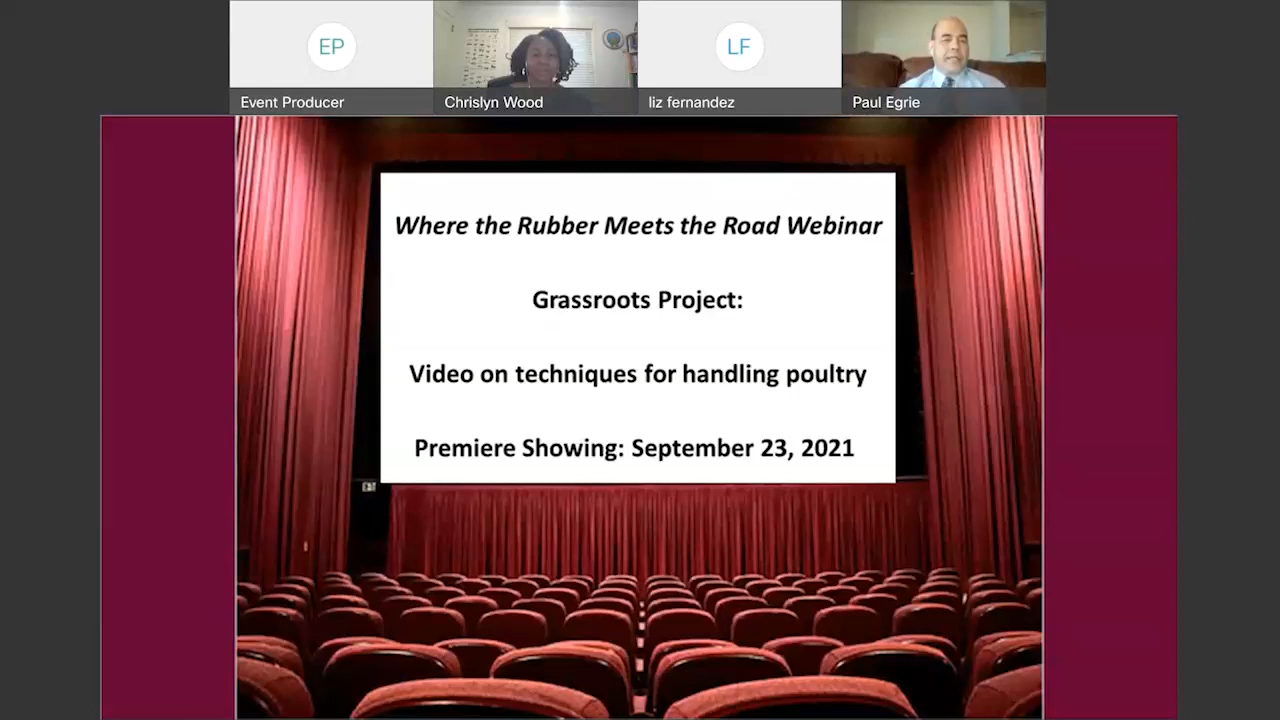 EP
LF
Event Producer
Chrislyn Wood
liz fernandez
Paul Egrie
Where the Rubber Meets the Road Webinar
Grassroots Project:
Video on techniques for handling poultry
Premiere Showing: September 23, 2021